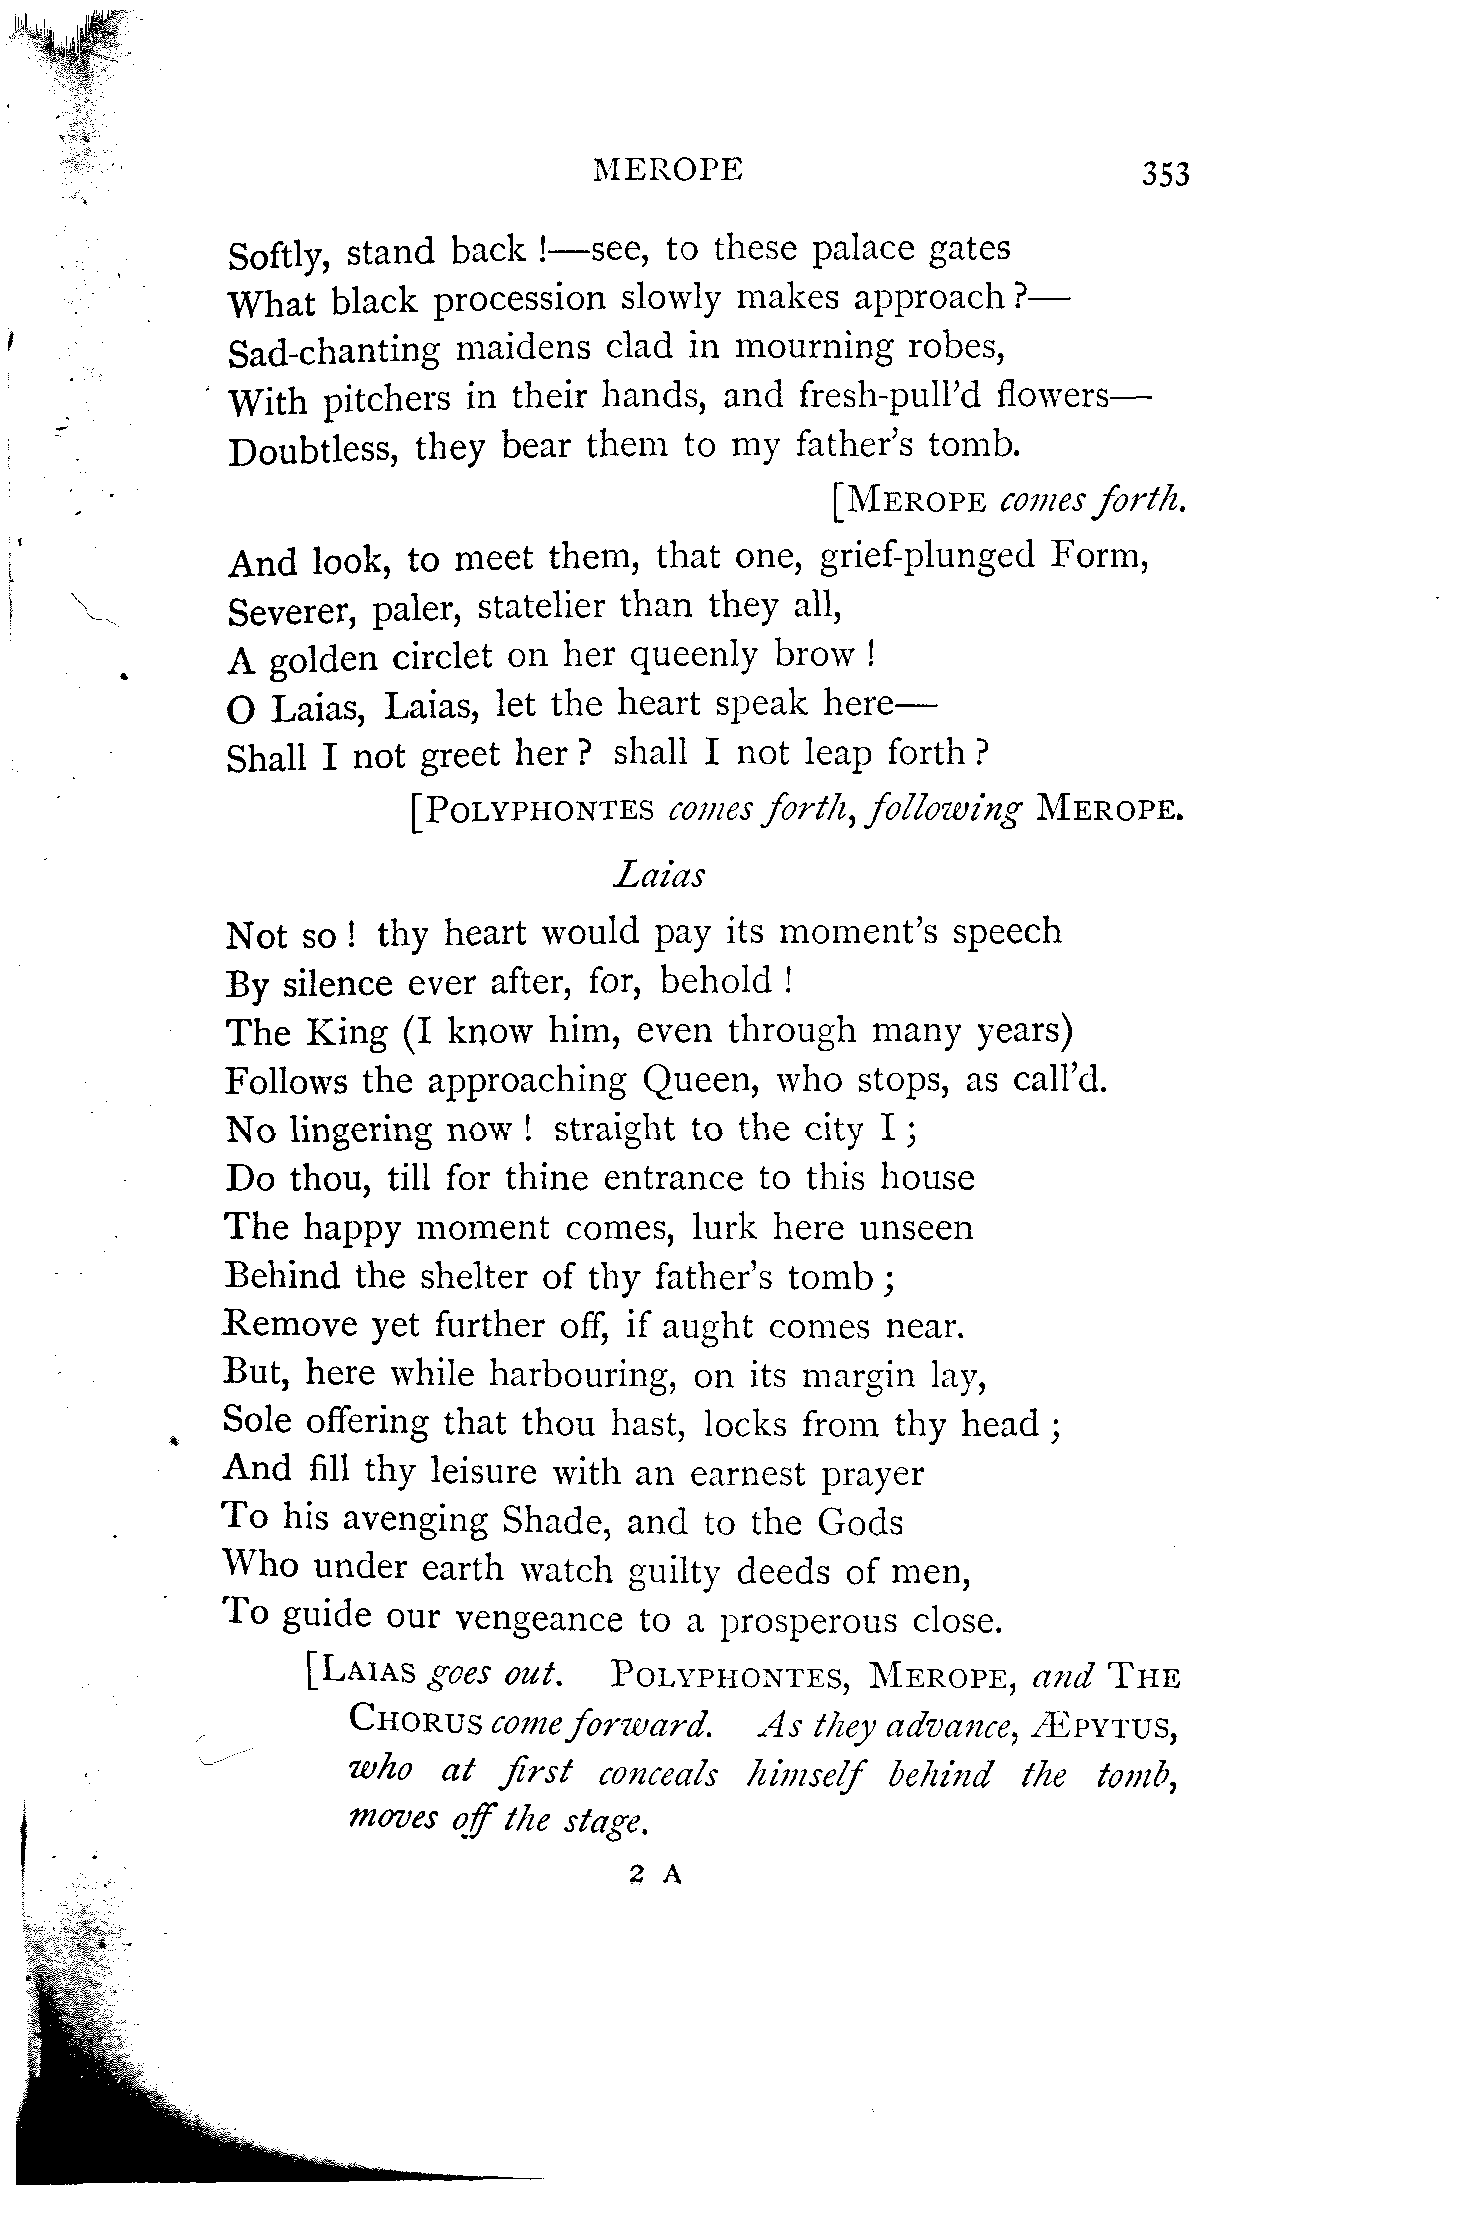 MEROPE 353
Softly, stand back !—see, to these palace gates
What black procession slowly makes approach ?—
Sad-chanting maidens clad in mourning robes,
With pitchers in their hands, and fresh-pull'd flowers—
Doubtless, they bear them to my father's tomb.
[MEROPE comes forth.
And look, to meet them, that one, grief-plunged Form,
Severer, paler, statelier than they all,
A golden circlet on her queenly brow !
O Laias, Laias, let the heart speak here—
Shall I not greet her ? shall I not leap forth ?
[POLYPHONTES comes forth, following MEROPE.
Laias
Not so ! thy heart would pay its moment's speech
By silence ever after, for, behold !
The King (I know him, even through many years)
Follows the approaching Queen, who stops, as call'd.
No lingering now ! straight to the city I ;
Do thou, till for thine entrance to this house
The happy moment comes, lurk here unseen
Behind the shelter of thy father's tomb ;
Remove yet further off, if aught comes near.
But, here while harbouring, on its margin lay,
Sole offering that thou hast, locks from thy head ;
And fill thy leisure with an earnest prayer
To his avenging Shade, and to the Gods
Who under earth watch guilty deeds of men,
To guide our vengeance to a prosperous close.
[LAIAS goes out. POLYPHONTES, MEROPE, and THE
CHORUS come forward. As they advance, ÆPYTUS,
who at first conceals himself behind the tomb,
moves off the stage.
2 A